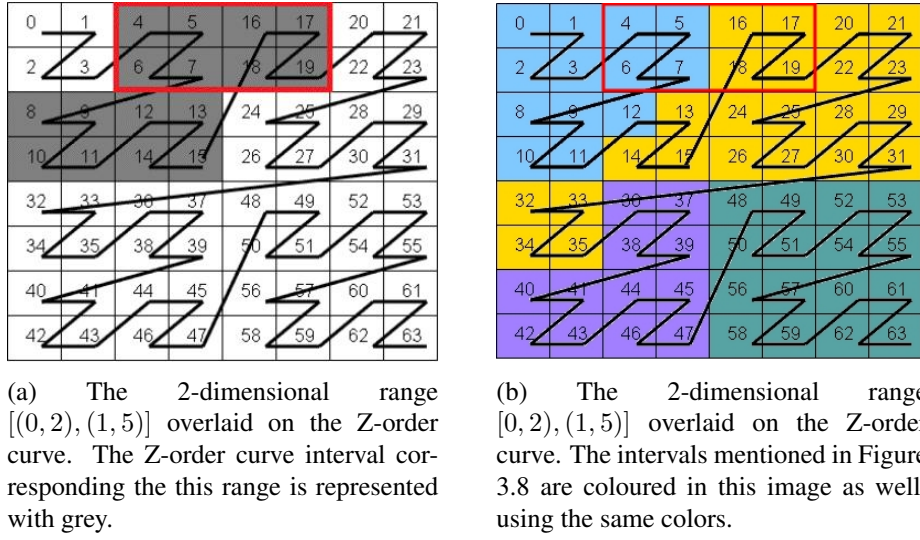 0 1 4 5 16 17 20 21
2 3 6 7 18 19 22 23
8 9 12 13 24 25 28 29
10 11 14 15 26 27 30 31
32 33 36 37 48 49 52 53
34 35 38 39 50 51 54 55
40 41 44 45 56 57 60 61
42 43 46 47 58 59 62 63
(a) The 2-dimensional range
[(0, 2), (1, 5)] overlaid on the Z-order
curve. The Z-order curve interval cor-
responding the this range is represented
with grey.
0 1 4 5 16 17 20 21
2 3 6 7 18 19 22 23
8 9 12 13 24 25 28 29
10 11 14 15 26 27 30 31
32 33 36 37 48 49 52 53
34 35 38 39 50 51 54 55
40 41 44 45 56 57 60 61
42 43 46 47 58 59 62 63
(b) The 2-dimensional range
[0, 2), (1, 5)] overlaid on the Z-order
curve. The intervals mentioned in Figure
3.8 are coloured in this image as well
using the same colors.